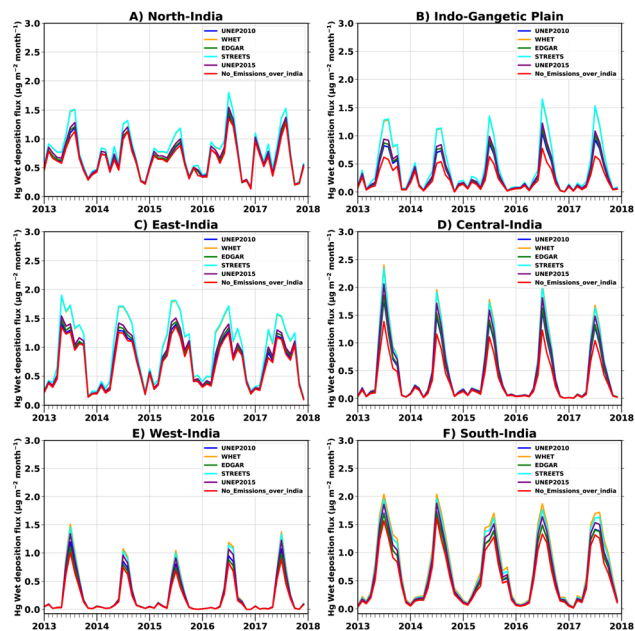 A) North-India
Hg Wet deposition flux (µg m⁻² month⁻¹)
3.0
2.5
2.0
1.5
1.0
0.5
0.0
UNEP2010
WHET
EDGAR
STREETS
UNEP2015
No_Emissions_over_india
2013 2014 2015 2016 2017 2018
B) Indo-Gangetic Plain
Hg Wet deposition flux (µg m⁻² month⁻¹)
3.0
2.5
2.0
1.5
1.0
0.5
0.0
UNEP2010
WHET
EDGAR
STREETS
UNEP2015
No_Emissions_over_india
2013 2014 2015 2016 2017 2018
C) East-India
Hg Wet deposition flux (µg m⁻² month⁻¹)
3.0
2.5
2.0
1.5
1.0
0.5
0.0
UNEP2010
WHET
EDGAR
STREETS
UNEP2015
No_Emissions_over_india
2013 2014 2015 2016 2017 2018
D) Central-India
Hg Wet deposition flux (µg m⁻² month⁻¹)
3.0
2.5
2.0
1.5
1.0
0.5
0.0
UNEP2010
WHET
EDGAR
STREETS
UNEP2015
No_Emissions_over_india
2013 2014 2015 2016 2017 2018
E) West-India
Hg Wet deposition flux (µg m⁻² month⁻¹)
3.0
2.5
2.0
1.5
1.0
0.5
0.0
UNEP2010
WHET
EDGAR
STREETS
UNEP2015
No_Emissions_over_india
2013 2014 2015 2016 2017 2018
F) South-India
Hg Wet deposition flux (µg m⁻² month⁻¹)
3.0
2.5
2.0
1.5
1.0
0.5
0.0
UNEP2010
WHET
EDGAR
STREETS
UNEP2015
No_Emissions_over_india
2013 2014 2015 2016 2017 2018